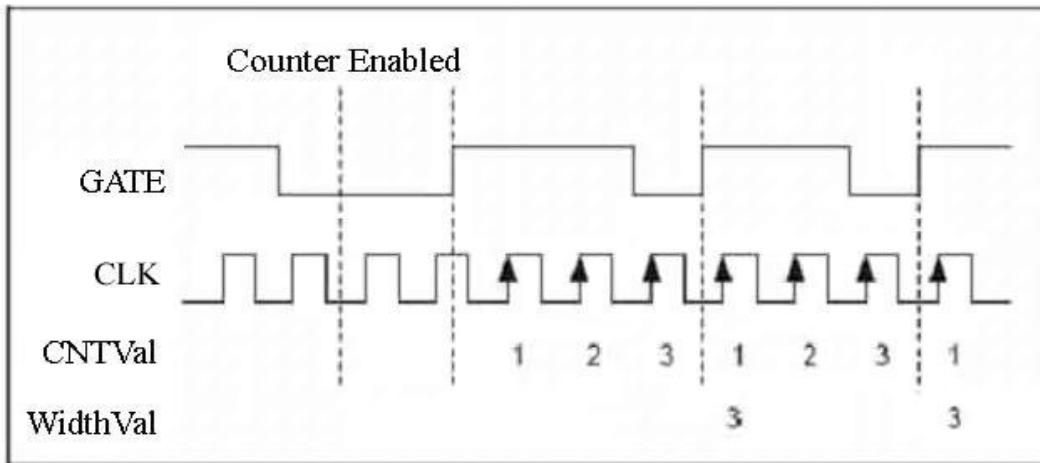 Counter Enabled
GATE
CLK
CNTVal 1 2 3 1 2 3 1
WidthVal 3 3